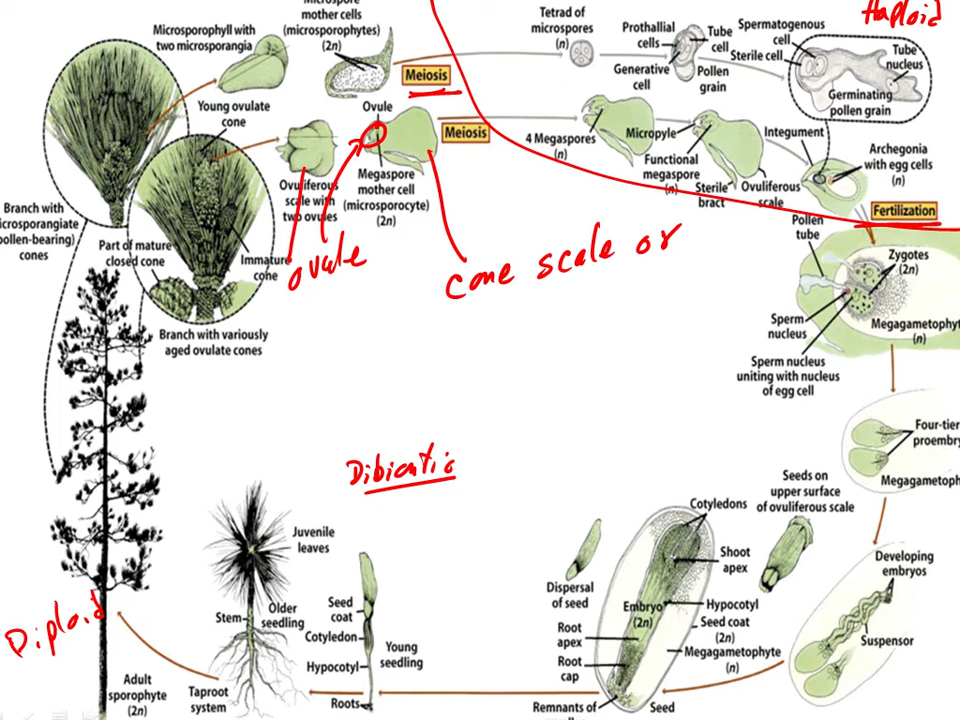 Haploid
Microspore
mother cells
(microsporophytes)
(2n)
Microsporophyll with
two microsporangia
Meiosis
Tetrad of
microspores
(n)
Prothallial
cells
Tube
cell
Generative
cell
Pollen
grain
Spermatogenous
cell
Sterile cell
Tube
nucleus
Germinating
pollen grain
Young ovulate
cone
Ovule
Meiosis
Ovuliferous
scale with
two ovules
Megaspore
mother cell
(microsporocyte)
(2n)
4 Megaspores
(n)
Micropyle
Functional
megaspore
(n)
Sterile
bract
Ovuliferous
scale
Integument
Archegonia
with egg cells
(n)
Fertilization
Branch with
icrosporangiate
pollen-bearing)
cones
Part of mature
closed cone
Immature
cone
Branch with variously
aged ovulate cones
ovule
cone scale or
Pollen
tube
Zygotes
(2n)
Sperm
nucleus
Megagametophyt
(n)
Sperm nucleus
uniting with nucleus
of egg cell
Four-tier
proembry
Megagametoph
Dibiontic
Developing
embryos
Suspensor
Seeds on
upper surface
of ovuliferous scale
Cotyledons
Shoot
apex
Dispersal
of seed
Embryo
(2n)
Hypocotyl
Seed coat
(2n)
Root
apex
Megagametophyte
(n)
Root
cap
Remnants of
Seed
Juvenile
leaves
Stem
Older
seedling
Seed
coat
Cotyledon
Young
seedling
Hypocotyl
Roots
Taproot
system
Diploid
Adult
sporophyte
(2n)